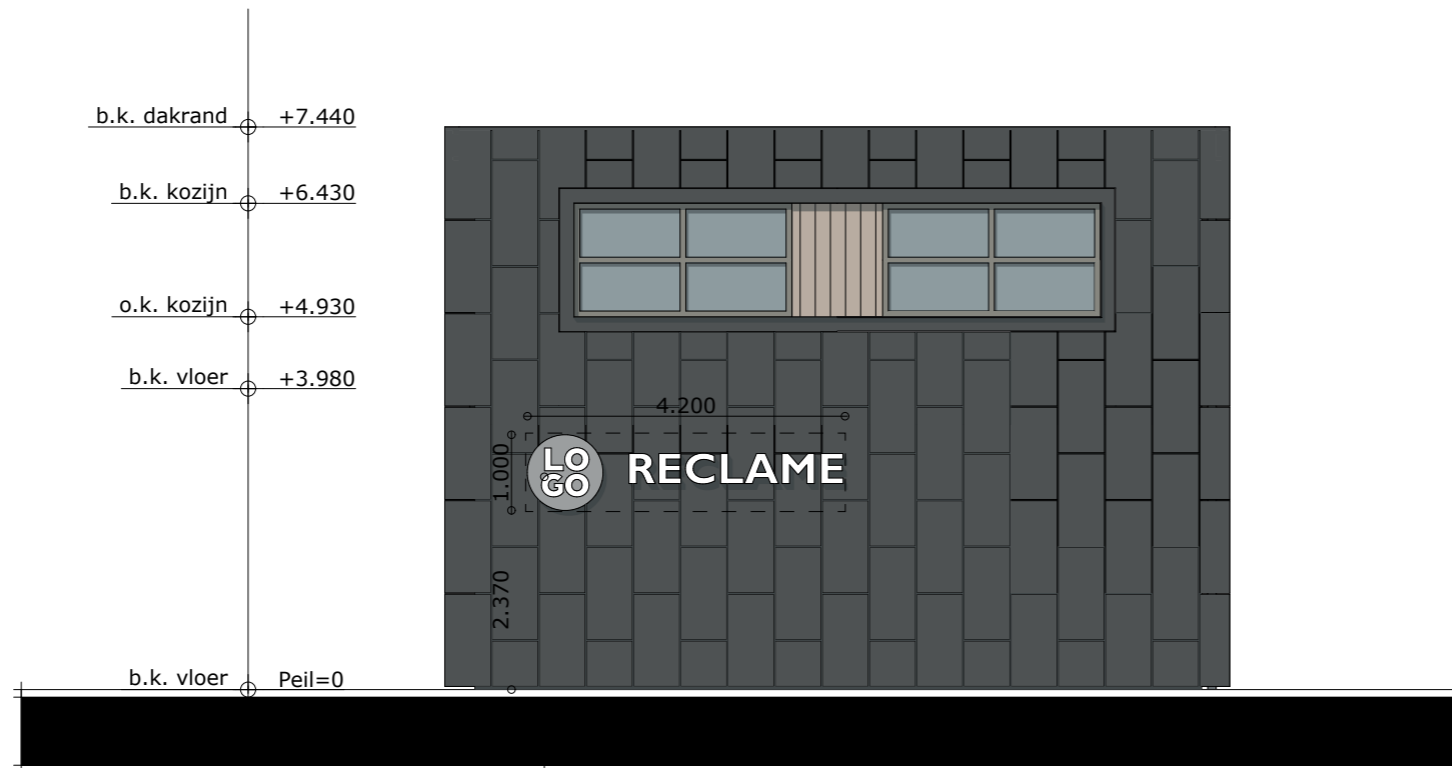 b.k. dakrand +7.440
b.k. kozijn +6.430
o.k. kozijn +4.930
b.k. vloer +3.980
4.200
1.000
LO
GO
RECLAME
2.370
b.k. vloer Peil=0